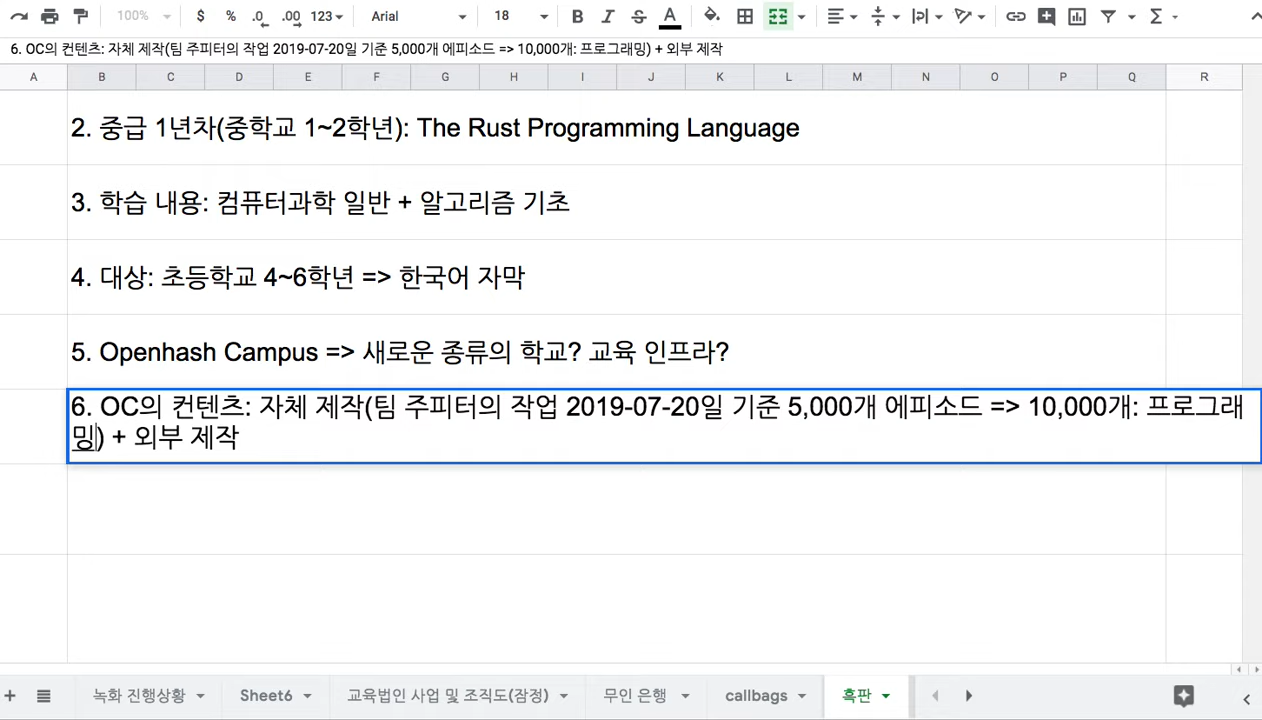 100% $ % .0 .00 123 Arial 18 B I S A Σ
6. OC의 컨텐츠: 자체 제작(팀 주피터의 작업 2019-07-20일 기준 5,000개 에피소드 => 10,000개: 프로그래밍) + 외부 제작
A B C D E F G H I J K L M N O P Q R
2. 중급 1년차(중학교 1~2학년): The Rust Programming Language
3. 학습 내용: 컴퓨터과학 일반 + 알고리즘 기초
4. 대상: 초등학교 4~6학년 => 한국어 자막
5. Openhash Campus => 새로운 종류의 학교? 교육 인프라?
6. OC의 컨텐츠: 자체 제작(팀 주피터의 작업 2019-07-20일 기준 5,000개 에피소드 => 10,000개: 프로그래
밍) + 외부 제작
녹화 진행상황 Sheet6 교육법인 사업 및 조직도(잠정) 무인 은행 callbags 흑판